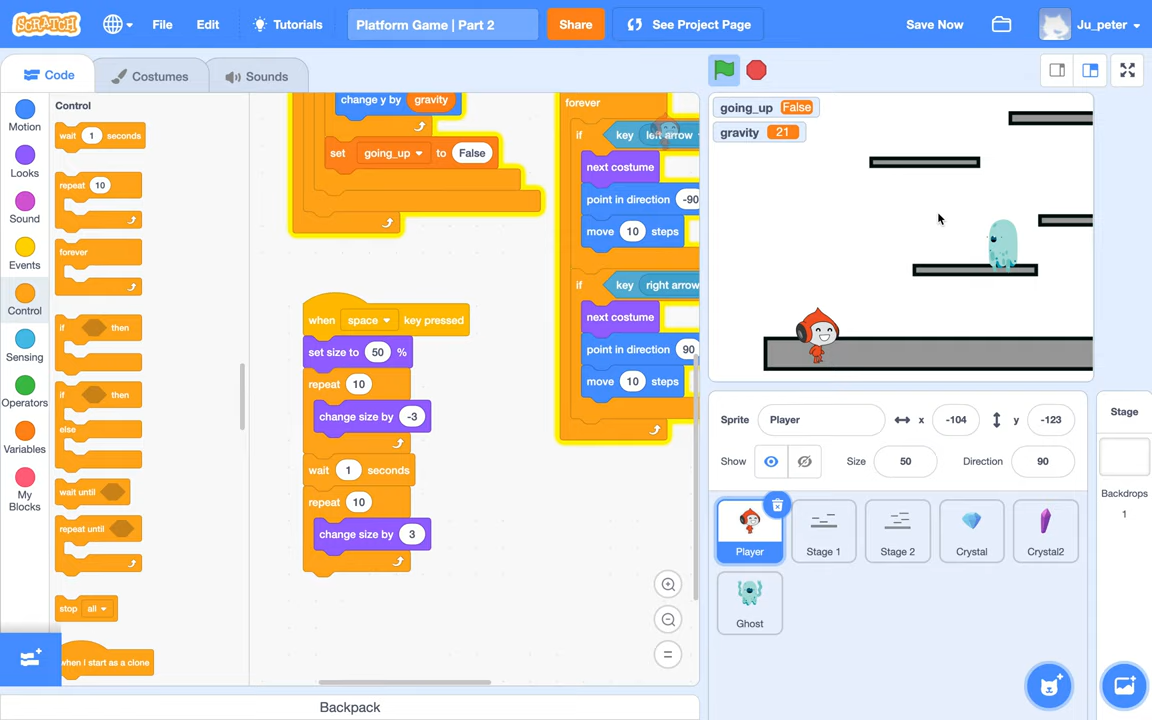 SCRATCH
File
Edit
Tutorials
Platform Game | Part 2
Share
See Project Page
Save Now
Ju_peter
Code
Costumes
Sounds
Motion
Looks
Sound
Events
Control
Sensing
Operators
Variables
My
Blocks
Control
wait 1 seconds
repeat 10
forever
if then
if then
else
wait until
repeat until
stop all
when I start as a clone
change y by gravity
set going_up to False
when space key pressed
set size to 50 %
repeat 10
change size by -3
wait 1 seconds
repeat 10
change size by 3
forever
if key left arrow
next costume
point in direction -90
move 10 steps
if key right arrow
next costume
point in direction 90
move 10 steps
going_up False
gravity 21
Sprite Player x -104 y -123
Show Size 50 Direction 90
Player
Stage 1
Stage 2
Crystal
Crystal2
Ghost
Stage
Backdrops
1
Backpack